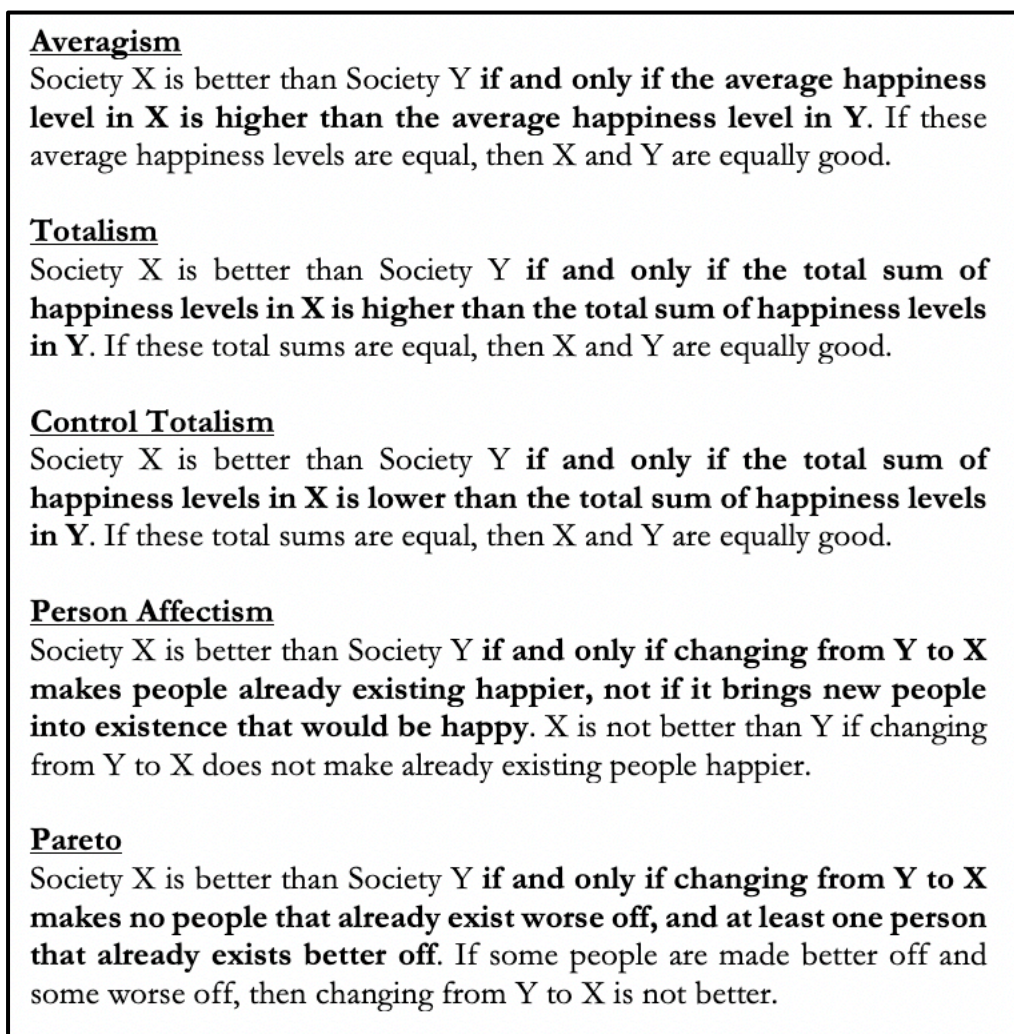 Averagism
Society X is better than Society Y if and only if the average happiness
level in X is higher than the average happiness level in Y. If these
average happiness levels are equal, then X and Y are equally good.
Totalism
Society X is better than Society Y if and only if the total sum of
happiness levels in X is higher than the total sum of happiness levels
in Y. If these total sums are equal, then X and Y are equally good.
Control Totalism
Society X is better than Society Y if and only if the total sum of
happiness levels in X is lower than the total sum of happiness levels
in Y. If these total sums are equal, then X and Y are equally good.
Person Affectism
Society X is better than Society Y if and only if changing from Y to X
makes people already existing happier, not if it brings new people
into existence that would be happy. X is not better than Y if changing
from Y to X does not make already existing people happier.
Pareto
Society X is better than Society Y if and only if changing from Y to X
makes no people that already exist worse off, and at least one person
that already exists better off. If some people are made better off and
some worse off, then changing from Y to X is not better.